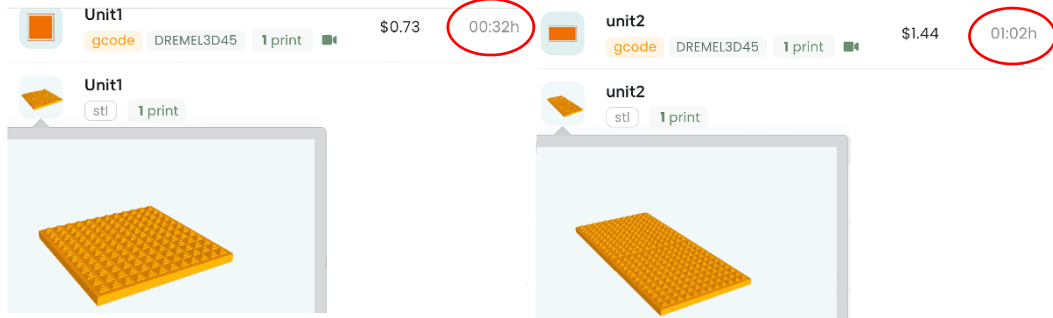 Unit1
gcode DREMEL3D45 1 print $0.73 00:32h
Unit1
stl 1 print
unit2
gcode DREMEL3D45 1 print $1.44 01:02h
unit2
stl 1 print